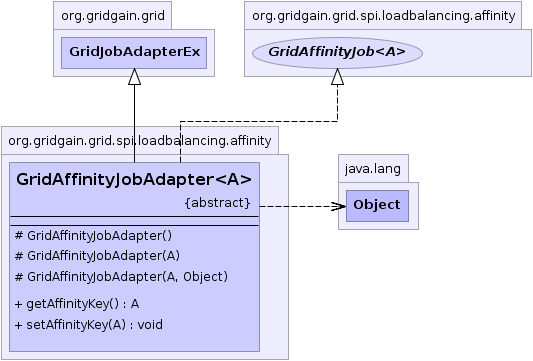 org.gridgain.grid
GridJobAdapterEx
org.gridgain.grid.spi.loadbalancing.affinity
GridAffinityJob<A>
org.gridgain.grid.spi.loadbalancing.affinity
GridAffinityJobAdapter<A>
{abstract}
# GridAffinityJobAdapter()
# GridAffinityJobAdapter(A)
# GridAffinityJobAdapter(A, Object)
+ getAffinityKey() : A
+ setAffinityKey(A) : void
java.lang
Object